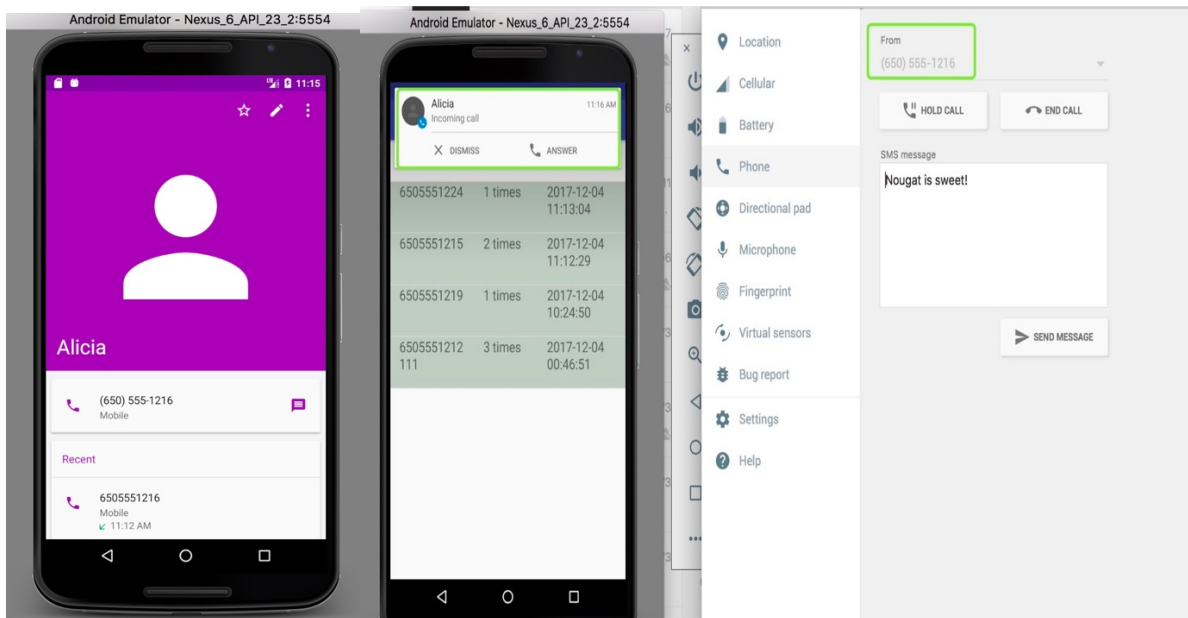 Android Emulator - Nexus_6_API_23_2:5554
11:15
Alicia
(650) 555-1216
Mobile
Recent
6505551216
Mobile
11:12 AM
Android Emulator - Nexus_6_API_23_2:5554
Alicia
11:16 AM
Incoming call
DISMISS
ANSWER
6505551224 1 times 2017-12-04
11:13:04
6505551215 2 times 2017-12-04
11:12:29
6505551219 1 times 2017-12-04
10:24:50
6505551212 3 times 2017-12-04
111 00:46:51
Location
Cellular
Battery
Phone
Directional pad
Microphone
Fingerprint
Virtual sensors
Bug report
Settings
Help
From
(650) 555-1216
HOLD CALL
END CALL
SMS message
Nougat is sweet!
SEND MESSAGE